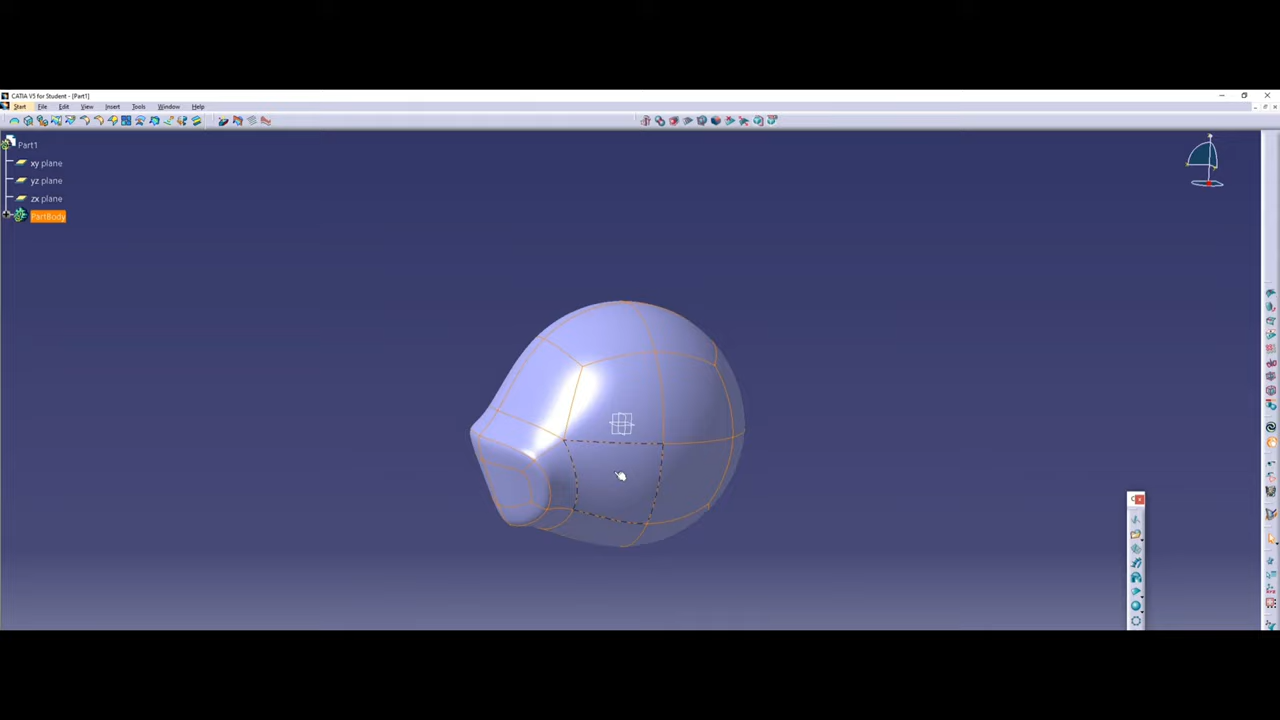 CATIA V5 for Student - [Part1]
Start File Edit View Insert Tools Window Help
Part1
xy plane
yz plane
zx plane
PartBody